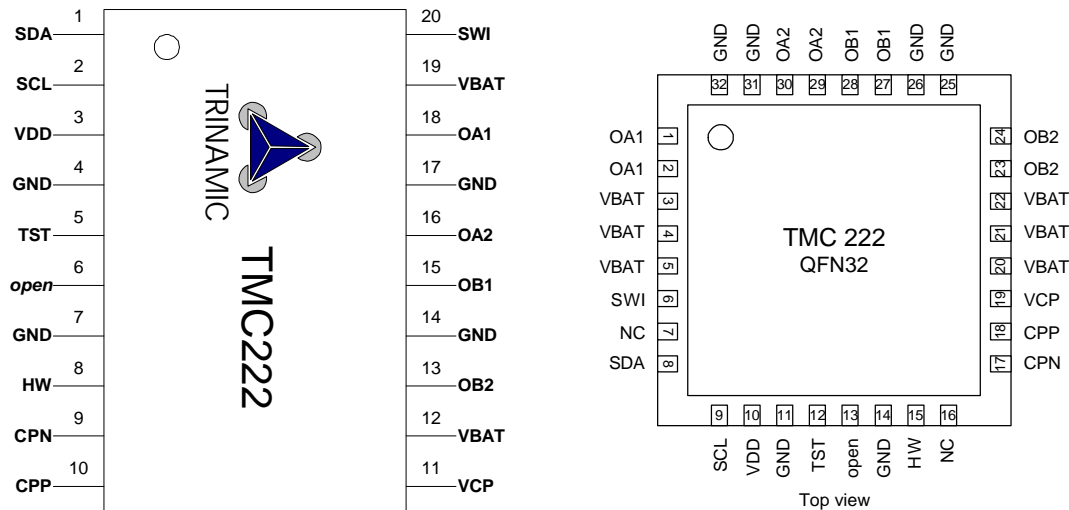 1 20
SDA SWI
2 19
SCL VBAT
3 18
VDD OA1
4 17
GND GND
5 16
TST OA2
6 15
open OB1
7 14
GND GND
8 13
HW OB2
9 12
CPN VBAT
10 11
CPP VCP
TRINAMIC
TMC222
GND GND OA2 OA2 OB1 OB1 GND GND
32 31 30 29 28 27 26 25
OA1 1 24 OB2
OA1 2 23 OB2
VBAT 3 22 VBAT
VBAT 4 21 VBAT
VBAT 5 20 VBAT
SWI 6 19 VCP
NC 7 18 CPP
SDA 8 17 CPN
TMC 222
QFN32
9 10 11 12 13 14 15 16
SCL VDD GND TST open GND HW NC
Top view